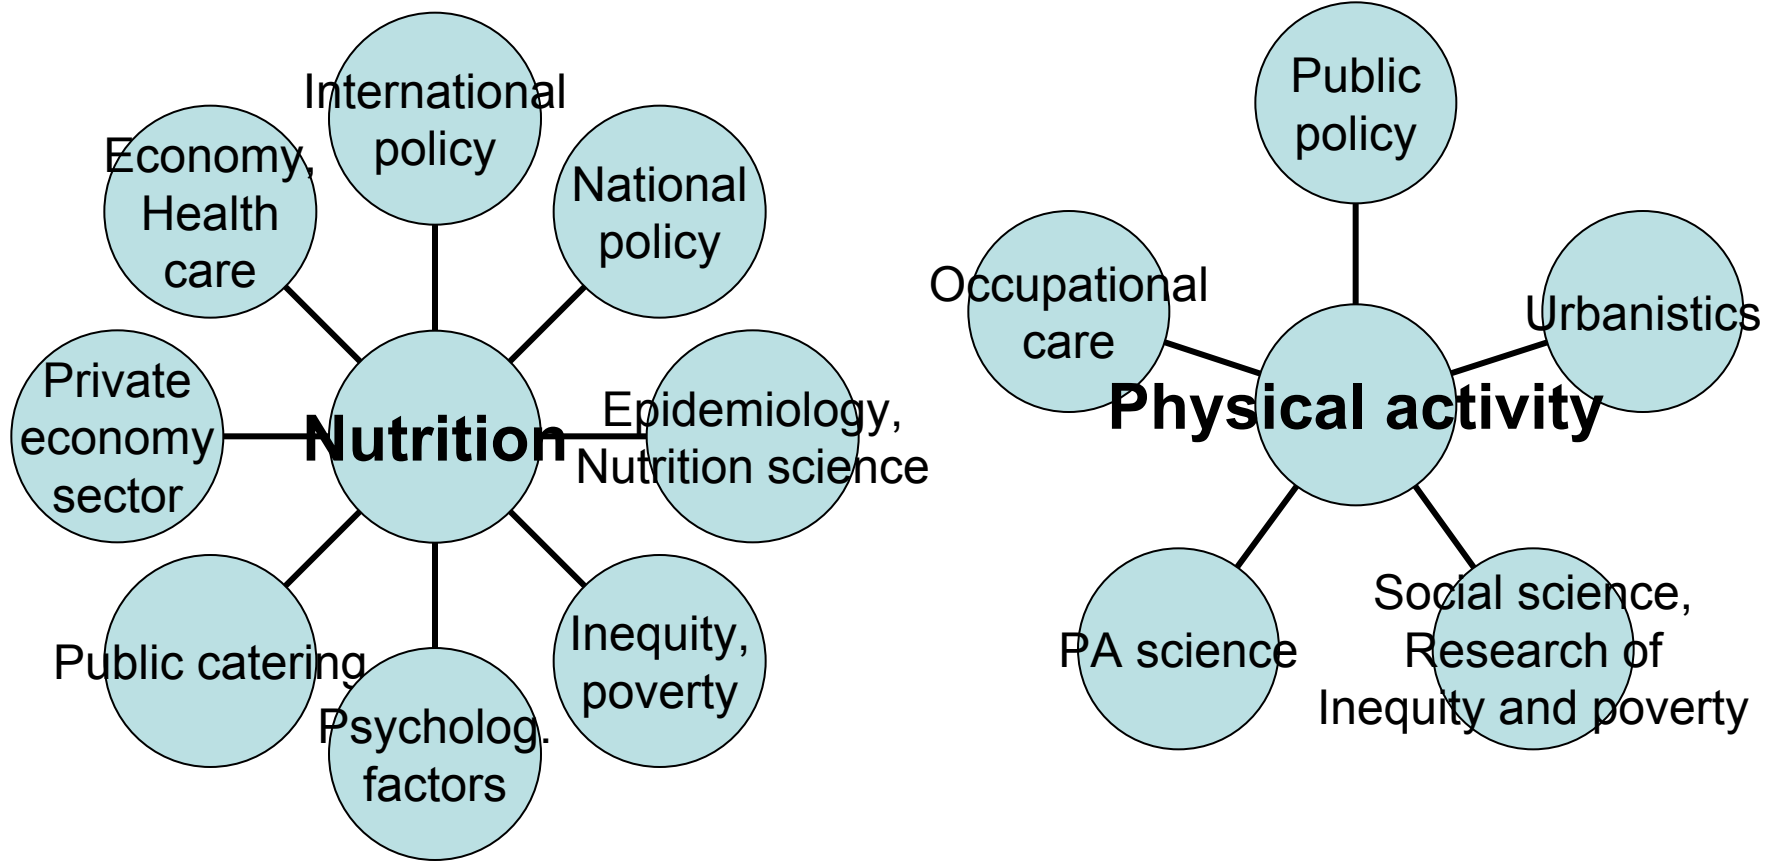 International
policy
National
policy
Economy,
Health
care
Private
economy
sector
Nutrition
Epidemiology,
Nutrition science
Public catering
Psycholog.
factors
Inequity,
poverty
Public
policy
Occupational
care
Urbanistics
Physical activity
PA science
Social science,
Research of
Inequity and poverty